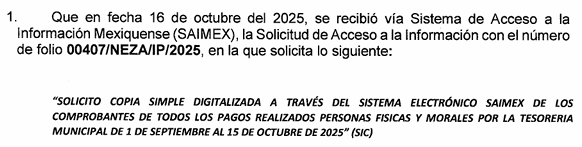 1. Que en fecha 16 de octubre del 2025, se recibió vía Sistema de Acceso a la
Información Mexiquense (SAIMEX), la Solicitud de Acceso a la Información con el número
de folio 00407/NEZA/IP/2025, en la que solicita lo siguiente:
"SOLICITO COPIA SIMPLE DIGITALIZADA A TRAVÉS DEL SISTEMA ELECTRÓNICO SAIMEX DE LOS
COMPROBANTES DE TODOS LOS PAGOS REALIZADOS PERSONAS FISICAS Y MORALES POR LA TESORERIA
MUNICIPAL DE 1 DE SEPTIEMBRE AL 15 DE OCTUBRE DE 2025" (SIC)